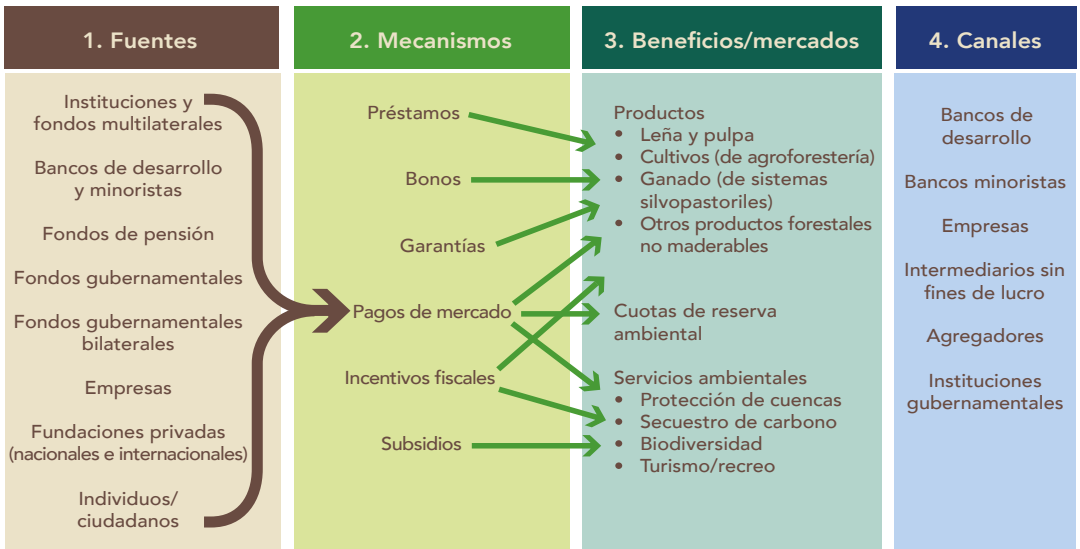 1. Fuentes
Instituciones y
fondos multilaterales
Bancos de desarrollo
y minoristas
Fondos de pensión
Fondos gubernamentales
Fondos gubernamentales
bilaterales
Empresas
Fundaciones privadas
(nacionales e internacionales)
Individuos/
ciudadanos
2. Mecanismos
Préstamos
Bonos
Garantías
Pagos de mercado
Incentivos fiscales
Subsidios
3. Beneficios/mercados
Productos
• Leña y pulpa
• Cultivos (de agroforestería)
• Ganado (de sistemas
silvopastoriles)
• Otros productos forestales
no maderables
Cuotas de reserva
ambiental
Servicios ambientales
• Protección de cuencas
• Secuestro de carbono
• Biodiversidad
• Turismo/recreo
4. Canales
Bancos de
desarrollo
Bancos minoristas
Empresas
Intermediarios sin
fines de lucro
Agregadores
Instituciones
gubernamentales